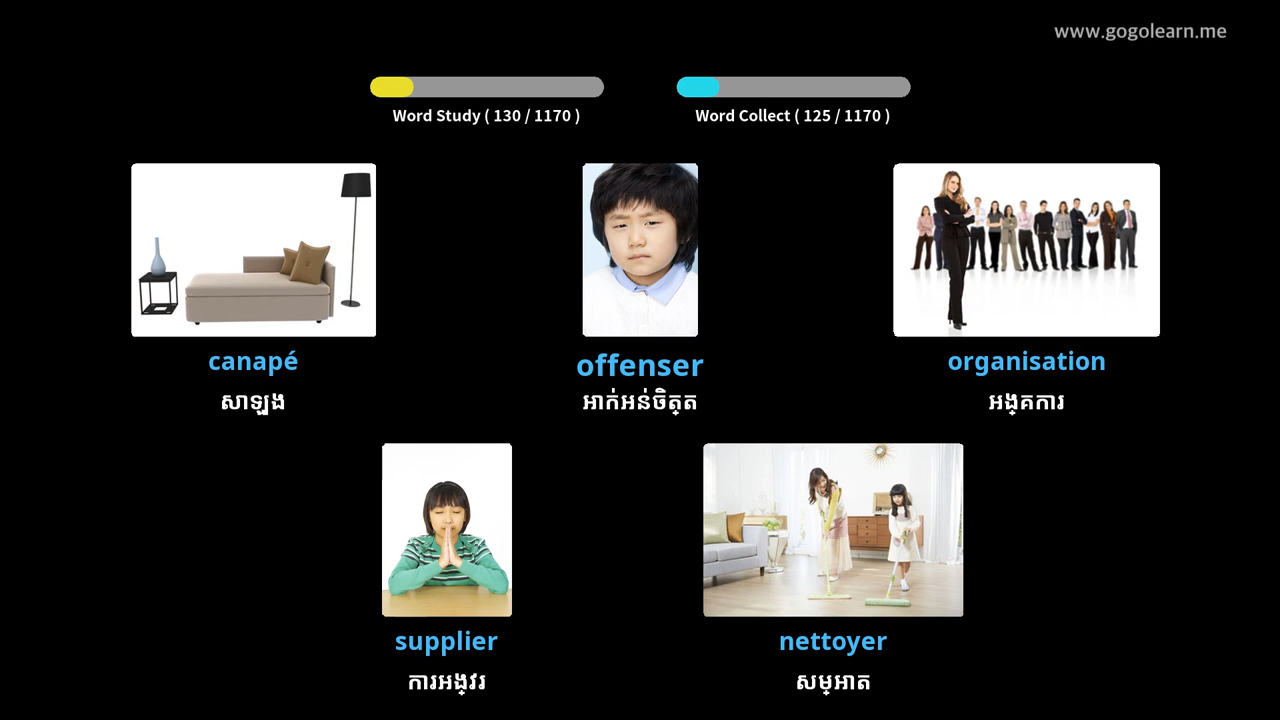 www.gogolearn.me
Word Study ( 130 / 1170 )
Word Collect ( 125 / 1170 )
canapé
សាឡុង
offenser
អាក់អន់ចិត្ត
organisation
អង្គការ
supplier
ការអង្វរ
nettoyer
សម្អាត